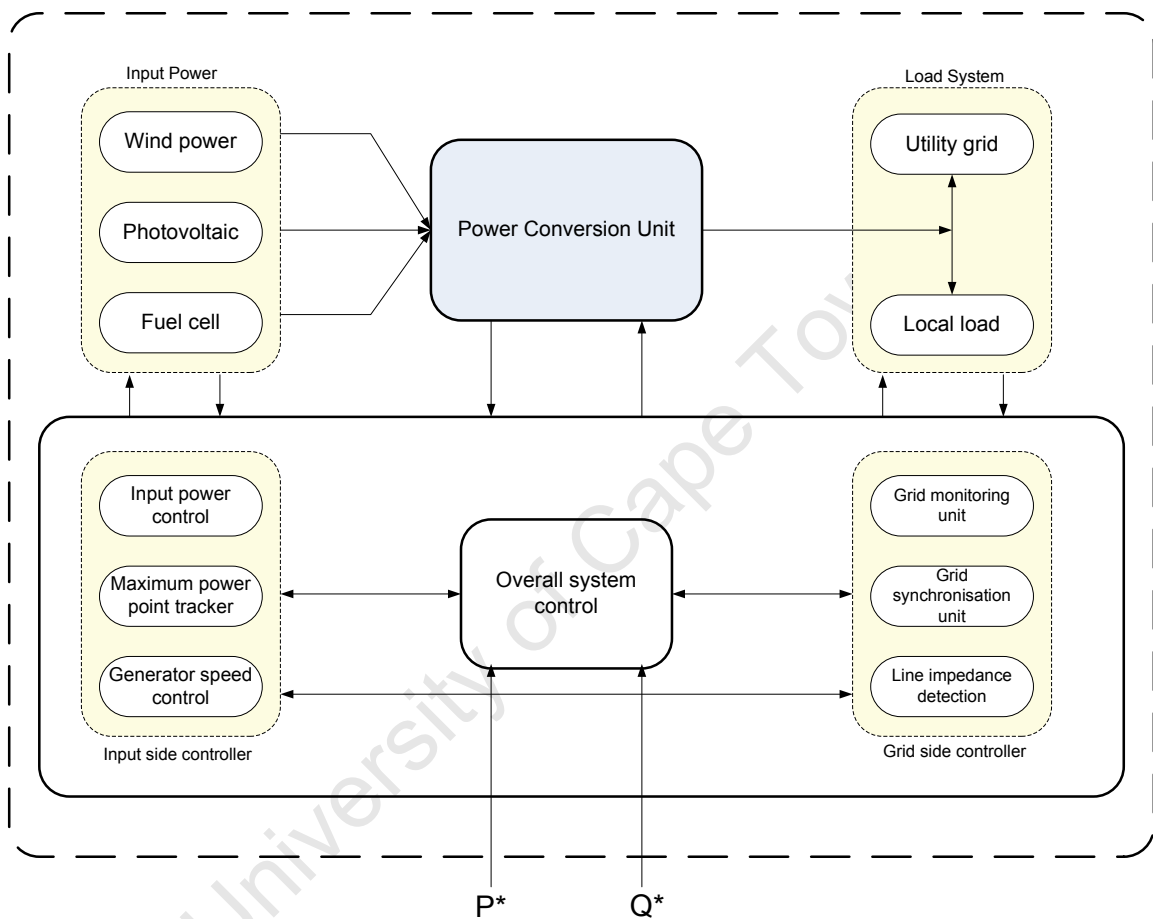 Input Power
Load System
Wind power
Photovoltaic
Fuel cell
Power Conversion Unit
Utility grid
Local load
Input power
control
Maximum power
point tracker
Generator speed
control
Input side controller
Overall system
control
Grid monitoring
unit
Grid
synchronisation
unit
Line impedance
detection
Grid side controller
P*
Q*
University of Cape Tow